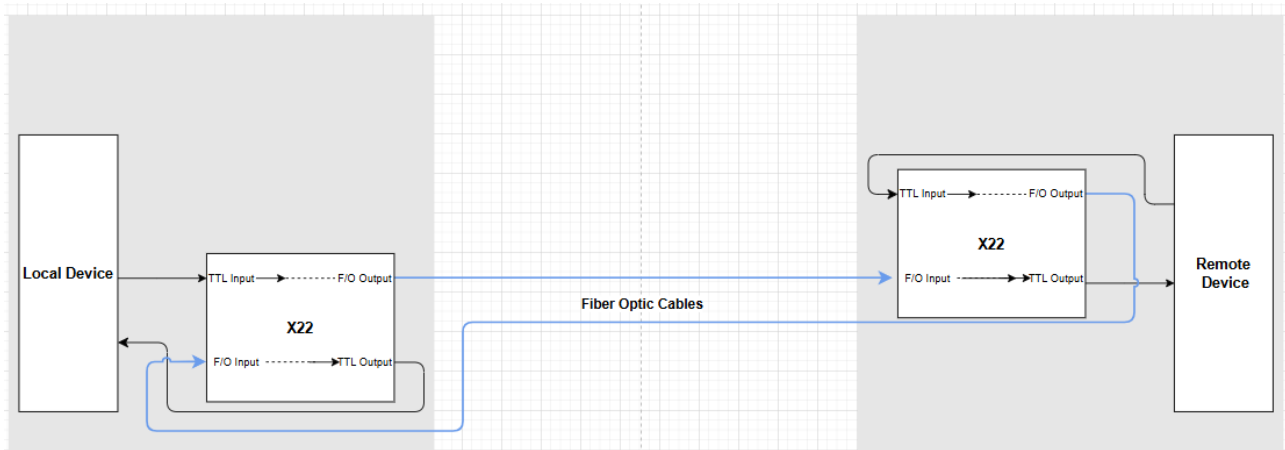 Local Device
TTL Input
F/O Output
X22
F/O Input
TTL Output
Fiber Optic Cables
TTL Input
F/O Output
X22
F/O Input
TTL Output
Remote
Device